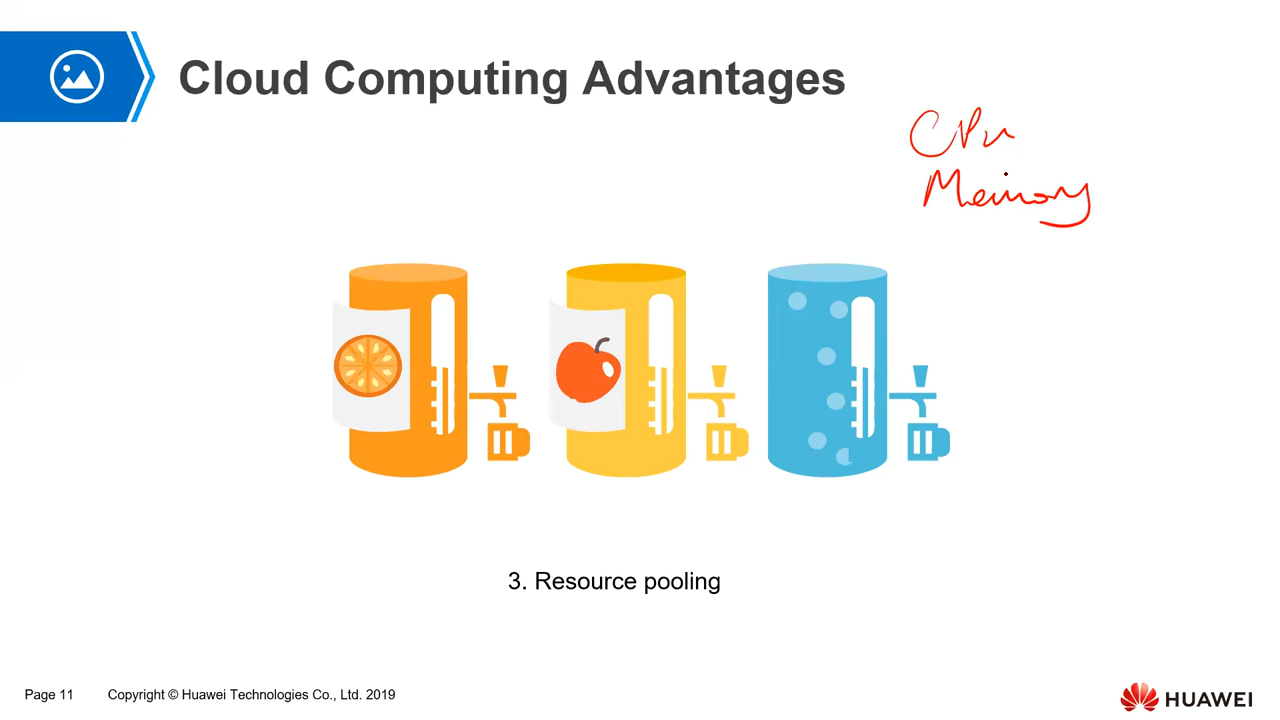 Cloud Computing Advantages
CPU
Memory
3. Resource pooling
Page 11
Copyright © Huawei Technologies Co., Ltd. 2019
HUAWEI